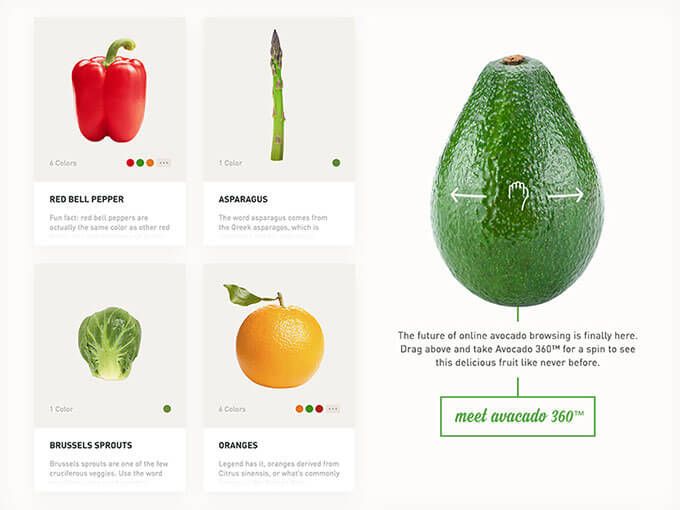 6 Colors
RED BELL PEPPER
Fun fact: red bell peppers are
actually the same color as other red
1 Color
ASPARAGUS
The word asparagus comes from
the Greek asparagos, which is
1 Color
BRUSSELS SPROUTS
Brussels sprouts are one of the few
cruciferous veggies. Use the word
6 Colors
ORANGES
Legend has it, oranges derived from
Citrus sinensis, or what's commonly
The future of online avocado browsing is finally here.
Drag above and take Avocado 360™ for a spin to see
this delicious fruit like never before.
meet avacado 360™